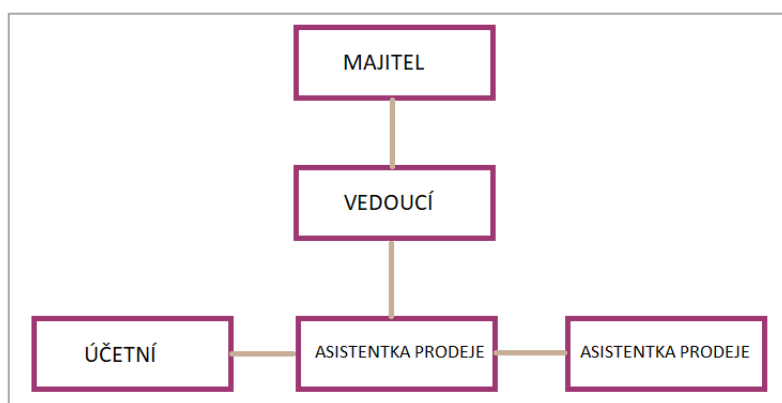 MAJITEL
VEDOUCÍ
ÚČETNÍ
ASISTENTKA PRODEJE
ASISTENTKA PRODEJE